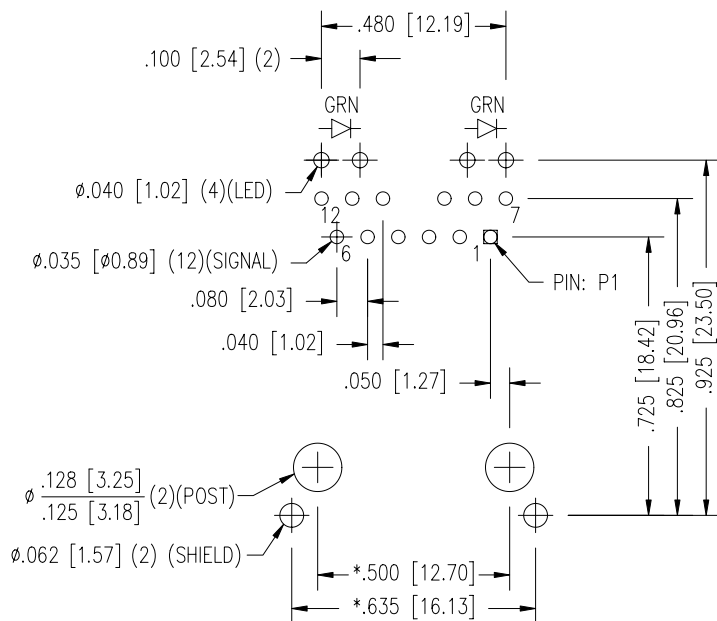 .480 [12.19]
.100 [2.54] (2)
GRN
GRN
ø.040 [1.02] (4)(LED)
12
7
ø.035 [ø0.89] (12)(SIGNAL)
6
1
PIN: P1
.080 [2.03]
.040 [1.02]
.050 [1.27]
.725 [18.42]
.825 [20.96]
.925 [23.50]
ø .128 [3.25]
.125 [3.18] (2)(POST)
ø.062 [1.57] (2) (SHIELD)
*.500 [12.70]
*.635 [16.13]